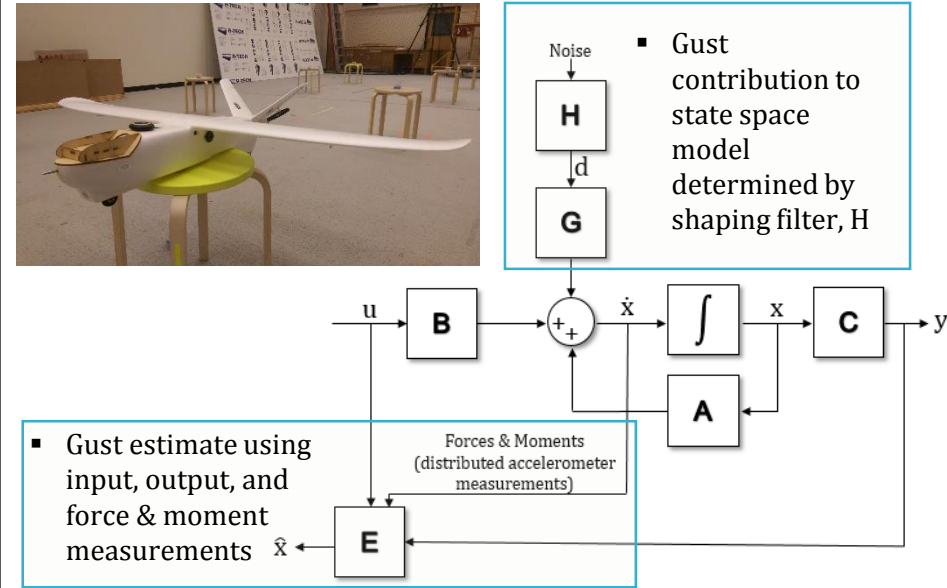 Noise
H
d
G
▪ Gust
contribution to
state space
model
determined by
shaping filter, H
u
B
+
+
ẋ
∫
x
C
y
A
▪ Gust estimate using
input, output, and
force & moment
measurements
Forces & Moments
(distributed accelerometer
measurements)
x̂
E